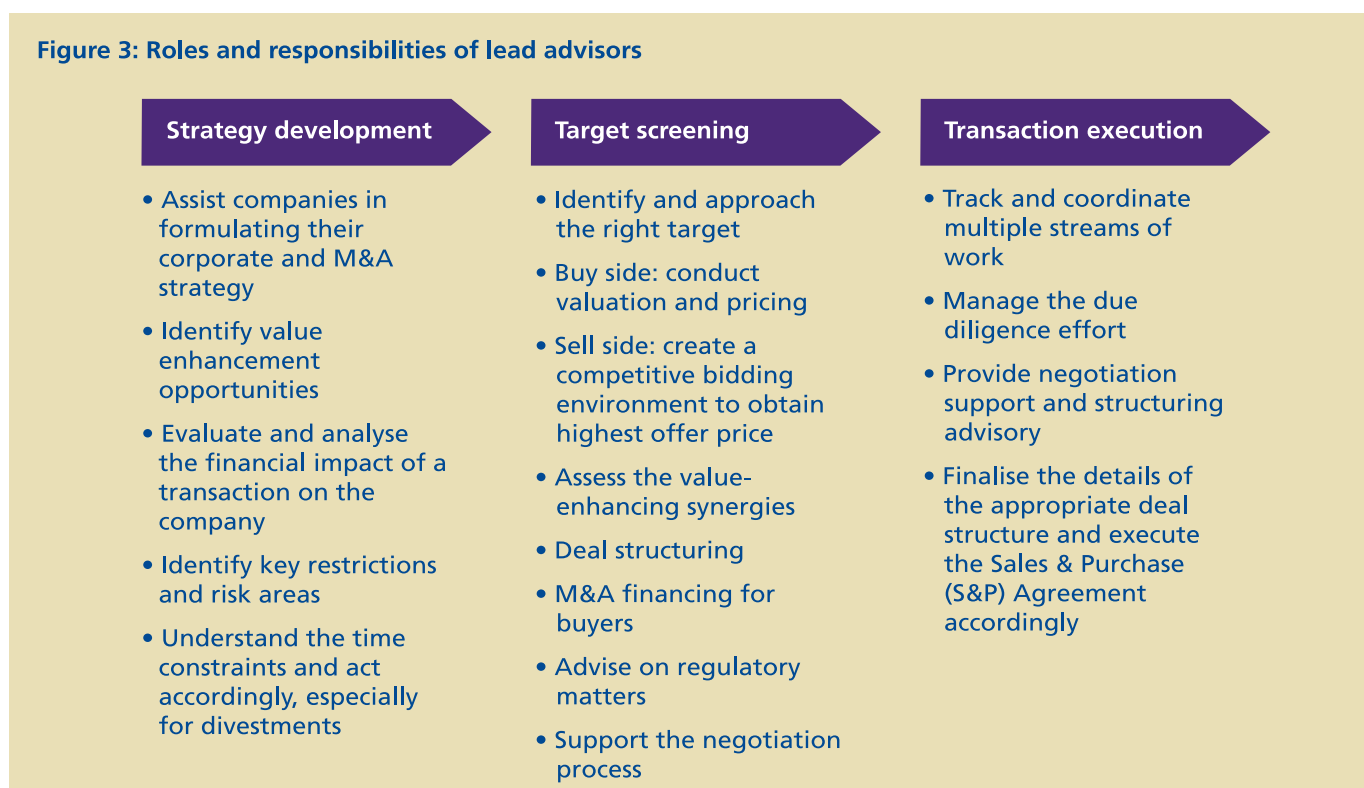 Figure 3: Roles and responsibilities of lead advisors
Strategy development
• Assist companies in
formulating their
corporate and M&A
strategy
• Identify value
enhancement
opportunities
• Evaluate and analyse
the financial impact of a
transaction on the
company
• Identify key restrictions
and risk areas
• Understand the time
constraints and act
accordingly, especially
for divestments
Target screening
• Identify and approach
the right target
• Buy side: conduct
valuation and pricing
• Sell side: create a
competitive bidding
environment to obtain
highest offer price
• Assess the value-
enhancing synergies
• Deal structuring
• M&A financing for
buyers
• Advise on regulatory
matters
• Support the negotiation
process
Transaction execution
• Track and coordinate
multiple streams of
work
• Manage the due
diligence effort
• Provide negotiation
support and structuring
advisory
• Finalise the details of
the appropriate deal
structure and execute
the Sales & Purchase
(S&P) Agreement
accordingly